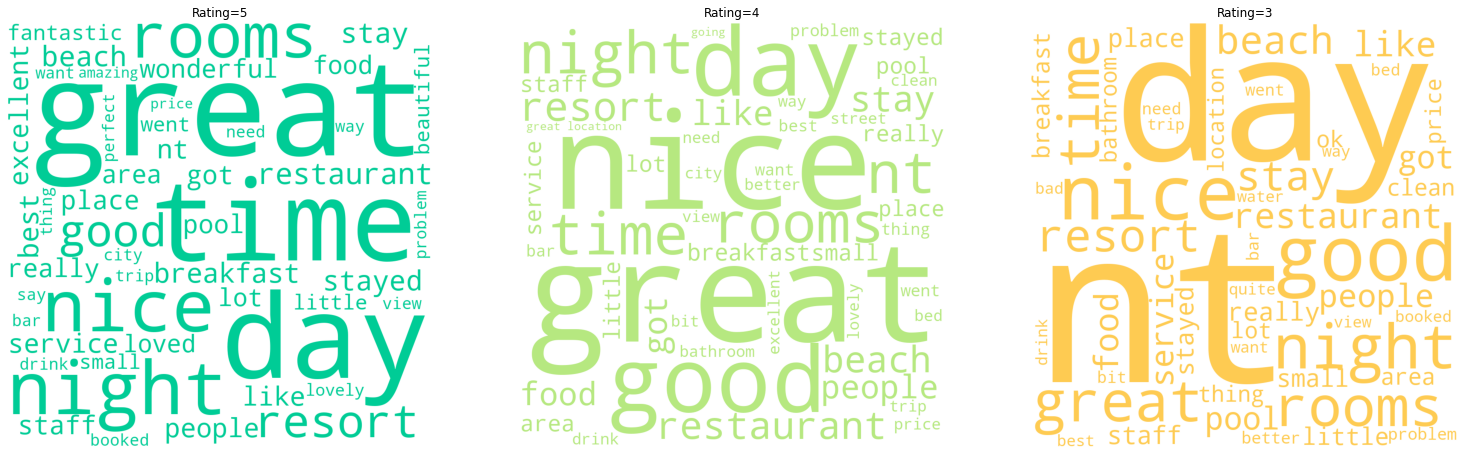 Rating=5
fantastic
rooms
stay
beach
want
amazing
wonderful
food
excellent
great
beautiful
price
perfect
went
need
way
nt
area
got
restaurant
thing
place
time
best
good
pool
problem
city
really
trip
breakfast
stayed
say
nice
lot
little
view
bar
day
service
loved
drink
small
night
like
lovely
staff
people
resort
booked
Rating=4
going
problem
stayed
night
day
pool
staff
clean
resort
like
way
stay
great location
need
best
street
really
service
nice
lot
city
want
better
nt
view
rooms
place
time
thing
bar
breakfast
small
little
great
excellent
lovely
went
got
bit
bed
bathroom
good
beach
food
people
trip
area
restaurant
price
drink
Rating=3
breakfast
time
place
beach
like
bathroom
day
bed
went
need
trip
location
price
ok
way
got
bad
nice
stay
clean
water
restaurant
resort
bar
good
nt
quite
people
drink
food
service
stayed
really
booked
lot
view
want
night
bit
small
area
great
thing
pool
rooms
best
staff
better
little
problem